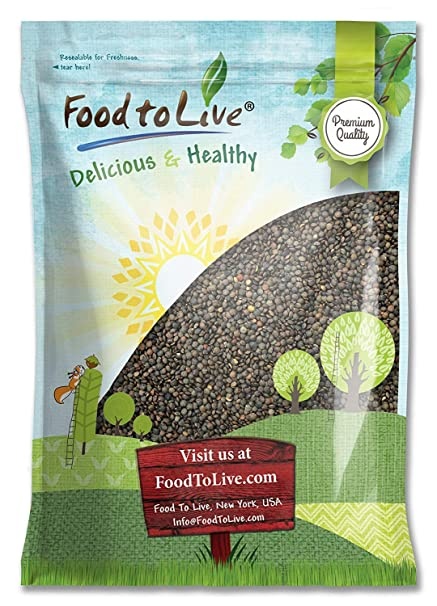 Resealable for Freshness,
tear here!
Food to Live®
Delicious & Healthy
Premium
Quality
Visit us at
FoodToLive.com
Food To Live, New York, USA
Info@FoodToLive.com